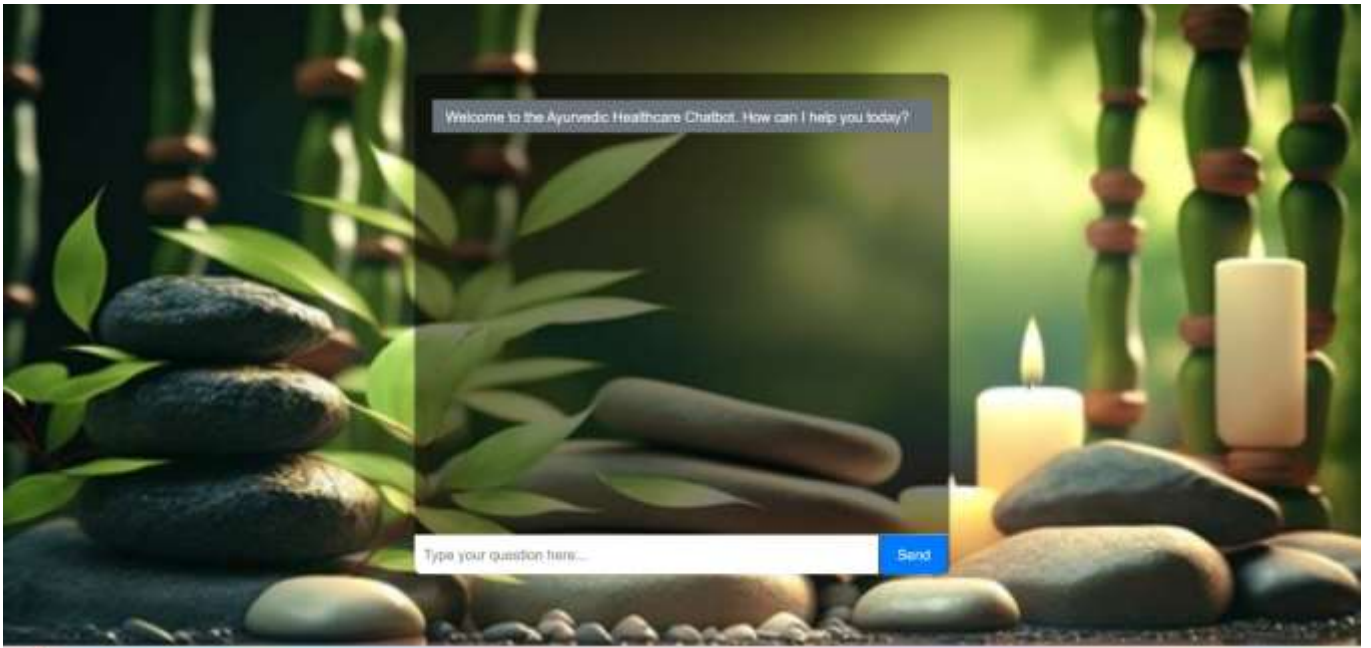 Welcome to the Ayurvedic Healthcare Chatbot. How can I help you today?
Type your question here...
Send